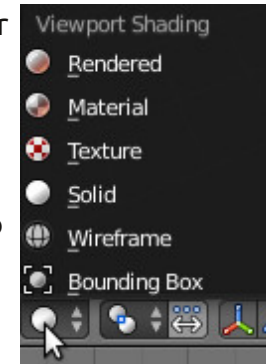 r
Viewport Shading
Rendered
Material
Texture
Solid
Wireframe
Bounding Box